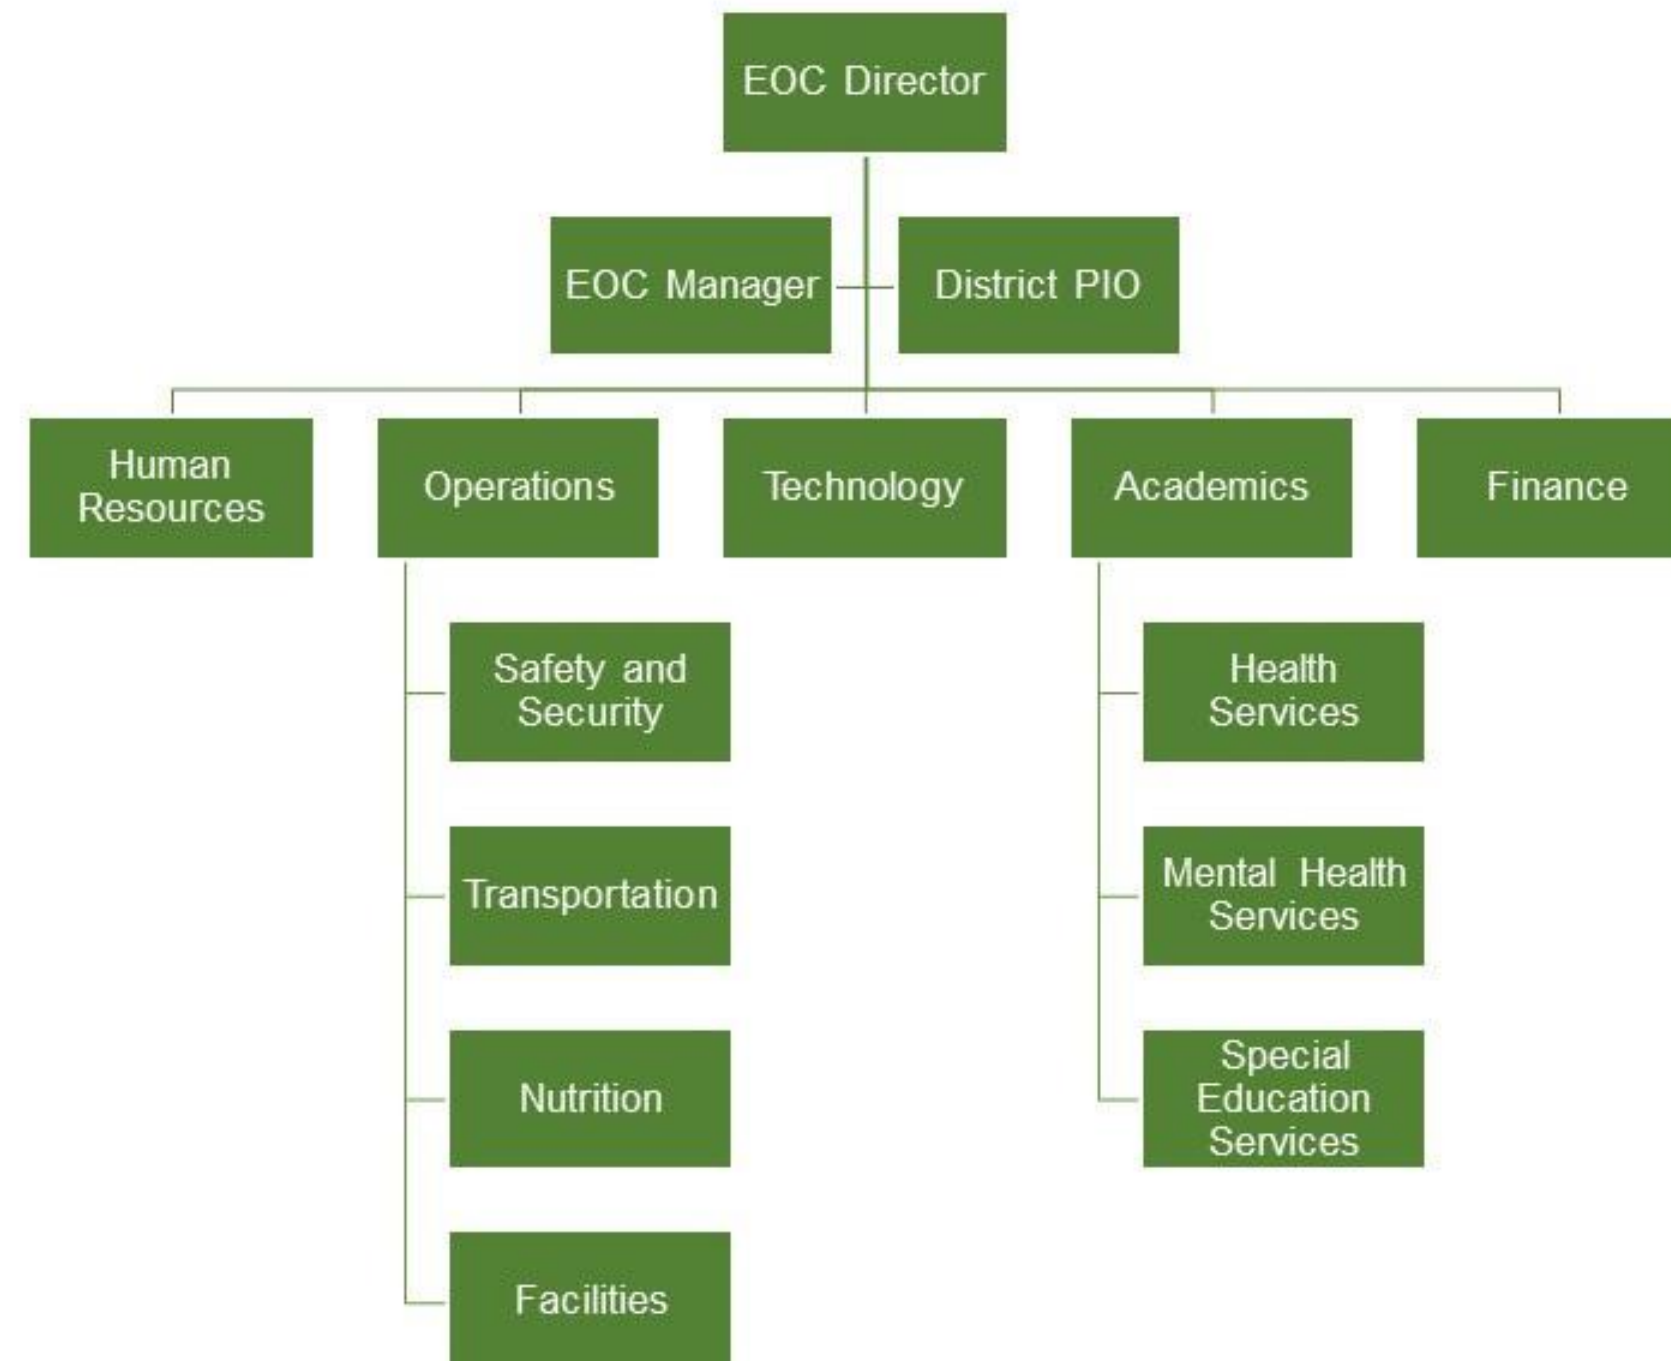 EOC Director
EOC Manager
District PIO
Human
Resources
Operations
Technology
Academics
Finance
Safety and
Security
Transportation
Nutrition
Facilities
Health
Services
Mental Health
Services
Special
Education
Services